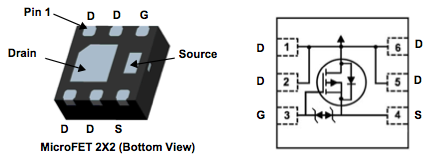 Pin 1
D D G
Drain
Source
D D S
MicroFET 2X2 (Bottom View)
D 1 6 D
D 2 5 D
G 3 4 S